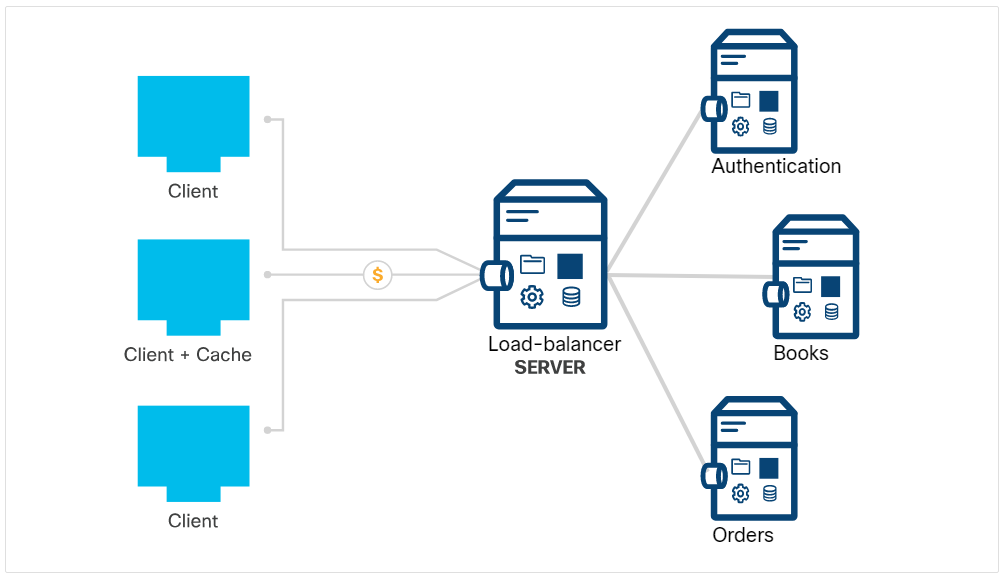 Client
Client + Cache
Client
$
Load-balancer
SERVER
Authentication
Books
Orders